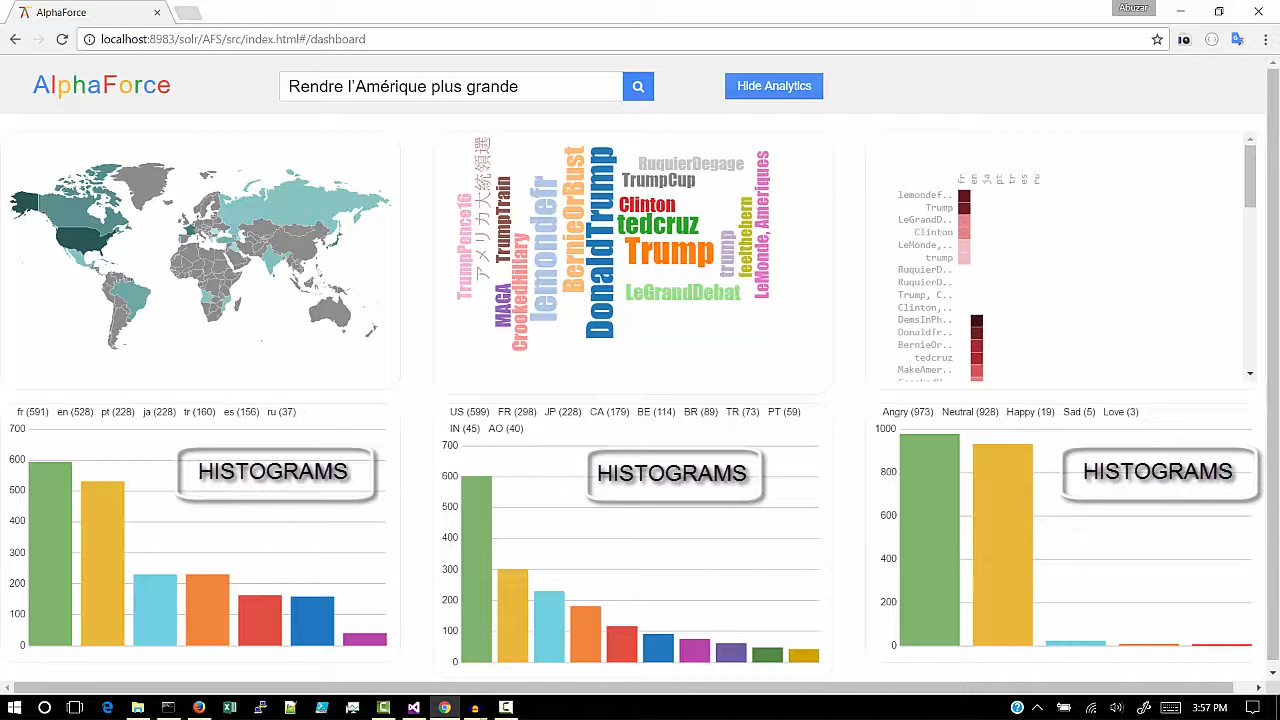 AlphaForce
Abuzar
localhost:8983/solr/AFS/src/index.html#/dashboard
AlphaForce
Rendre l’Amérique plus grande
Hide Analytics
TrumpPence16
アメリカ大統領選
MAGA
TrumpTrain
CrookedHillary
lemondefr
BernieOrBust
DonaldTrump
RuquierDegage
TrumpCup
Clinton
tedcruz
Trump
LeGrandDebat
trump
feelthebern
LeMonde, Ameriques
fr en ja pt tr es ru
lemondef..
Trump
LeGrandD..
Clinton
LeMonde,..
trump
RuquierD..
RuquierD..
Trump, C..
Clinton,..
DemsInPh..
DonaldTr..
BernieOr..
tedcruz
MakeAmer..
fr (591) en (528) pt (228) ja (228) tr (160) es (156) ru (37)
700
600
500
400
300
200
100
0
HISTOGRAMS
US (599) FR (298) JP (228) CA (179) BE (114) BR (89) TR (73) PT (59)
IN (45) AO (40)
700
600
500
400
300
200
100
0
HISTOGRAMS
Angry (973) Neutral (928) Happy (19) Sad (5) Love (3)
1000
800
600
400
200
0
HISTOGRAMS
3:57 PM